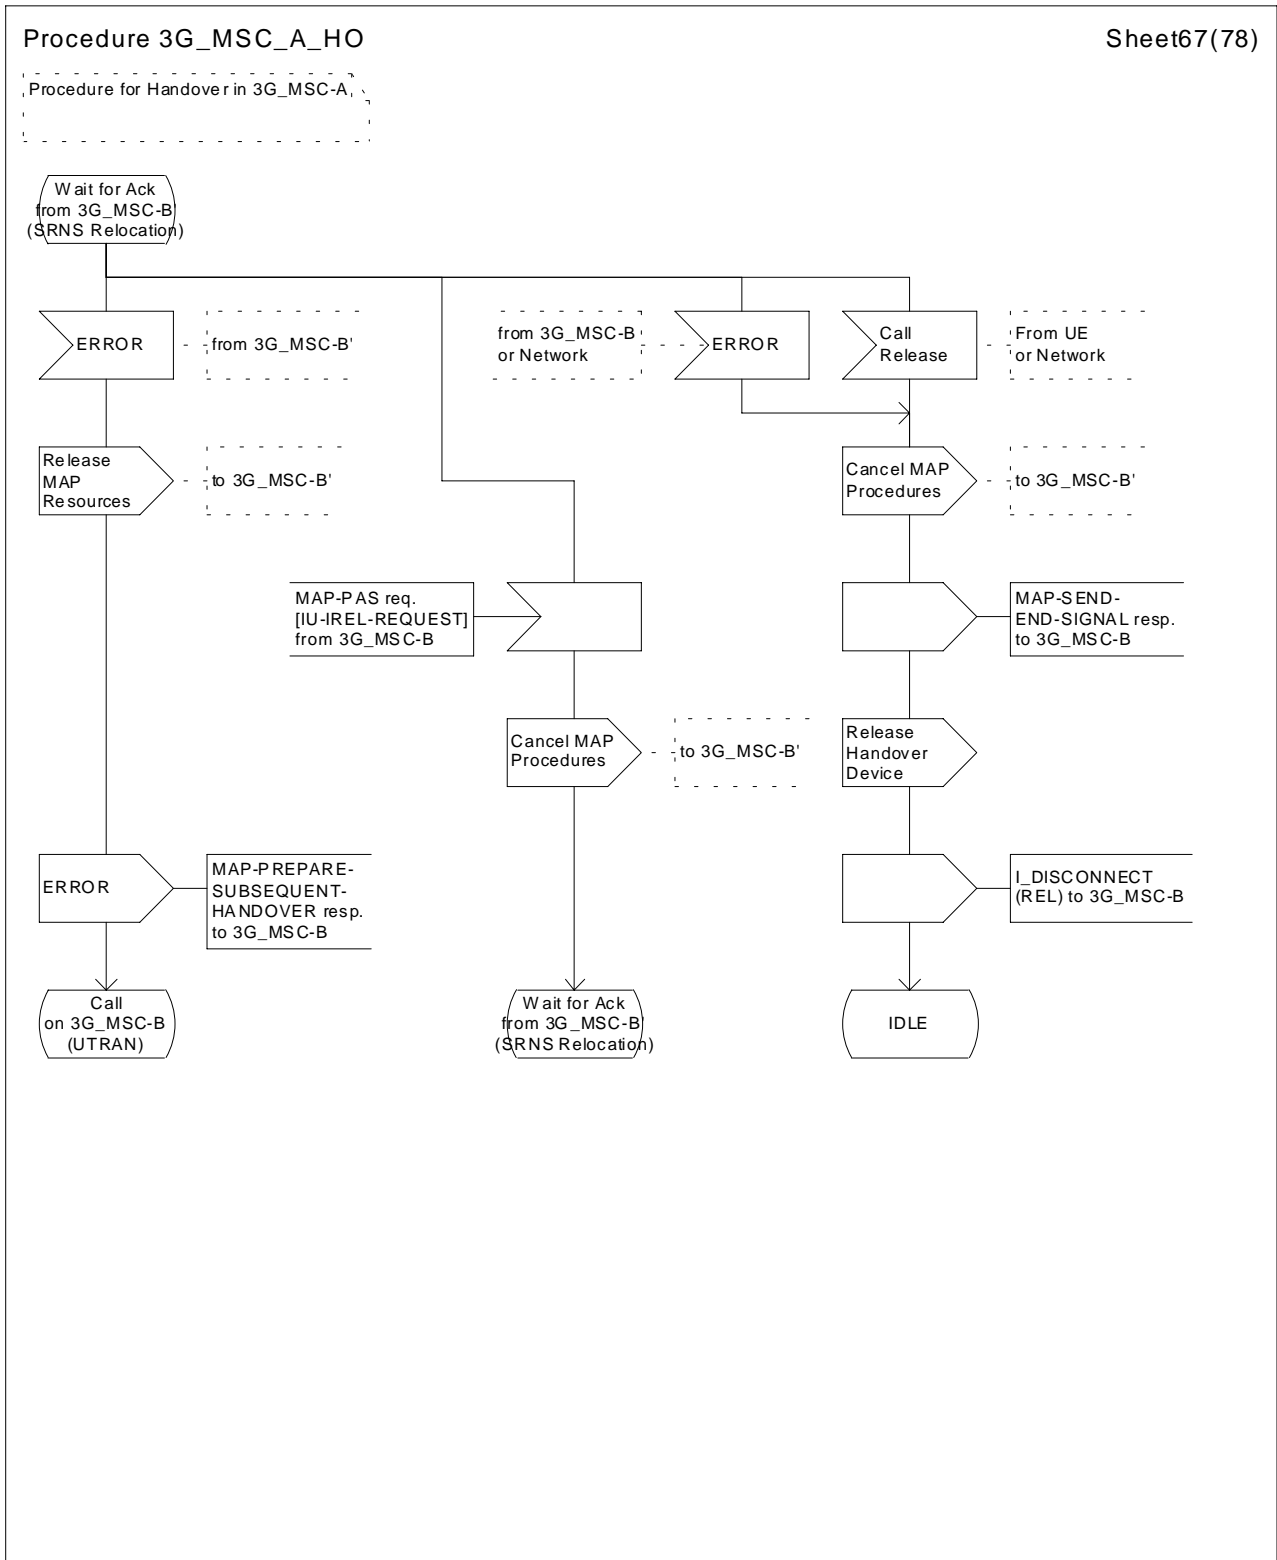 Procedure 3G_MSC_A_HO
Sheet67(78)
Procedure for Handover in 3G_MSC-A
Wait for Ack
from 3G_MSC-B'
(SRNS Relocation)
ERROR
from 3G_MSC-B'
from 3G_MSC-B
or Network
ERROR
Call
Release
From UE
or Network
Release
MAP
Resources
to 3G_MSC-B'
Cancel MAP
Procedures
to 3G_MSC-B'
MAP-PAS req.
[IU-IREL-REQUEST]
from 3G_MSC-B
MAP-SEND-
END-SIGNAL resp.
to 3G_MSC-B
Cancel MAP
Procedures
to 3G_MSC-B'
Release
Handover
Device
ERROR
MAP-PREPARE-
SUBSEQUENT-
HANDOVER resp.
to 3G_MSC-B
I_DISCONNECT
(REL) to 3G_MSC-B
Call
on 3G_MSC-B
(UTRAN)
Wait for Ack
from 3G_MSC-B'
(SRNS Relocation)
IDLE